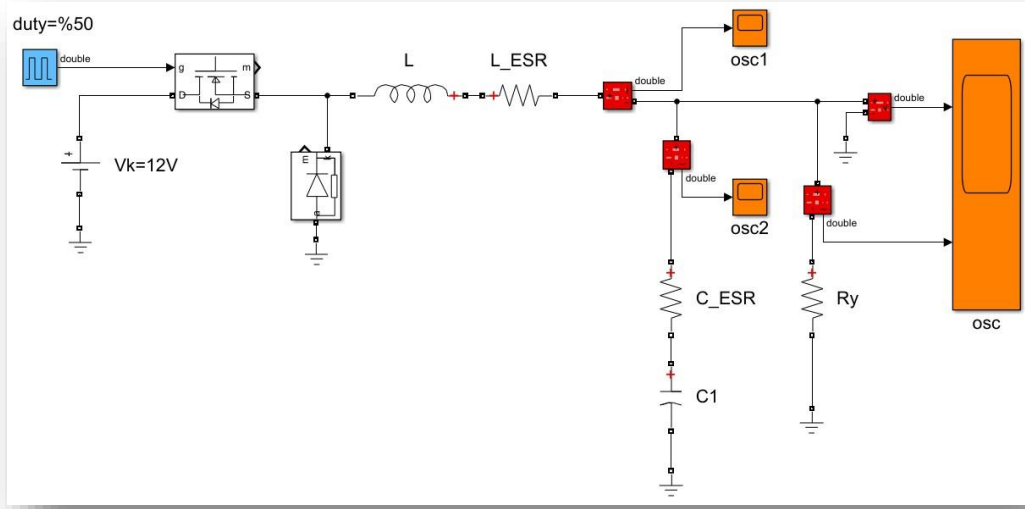 duty=%50
double
g
m
D
S
Vk=12V
m
a
L
L_ESR
double
osc1
double
osc2
double
double
osc
C_ESR
Ry
C1